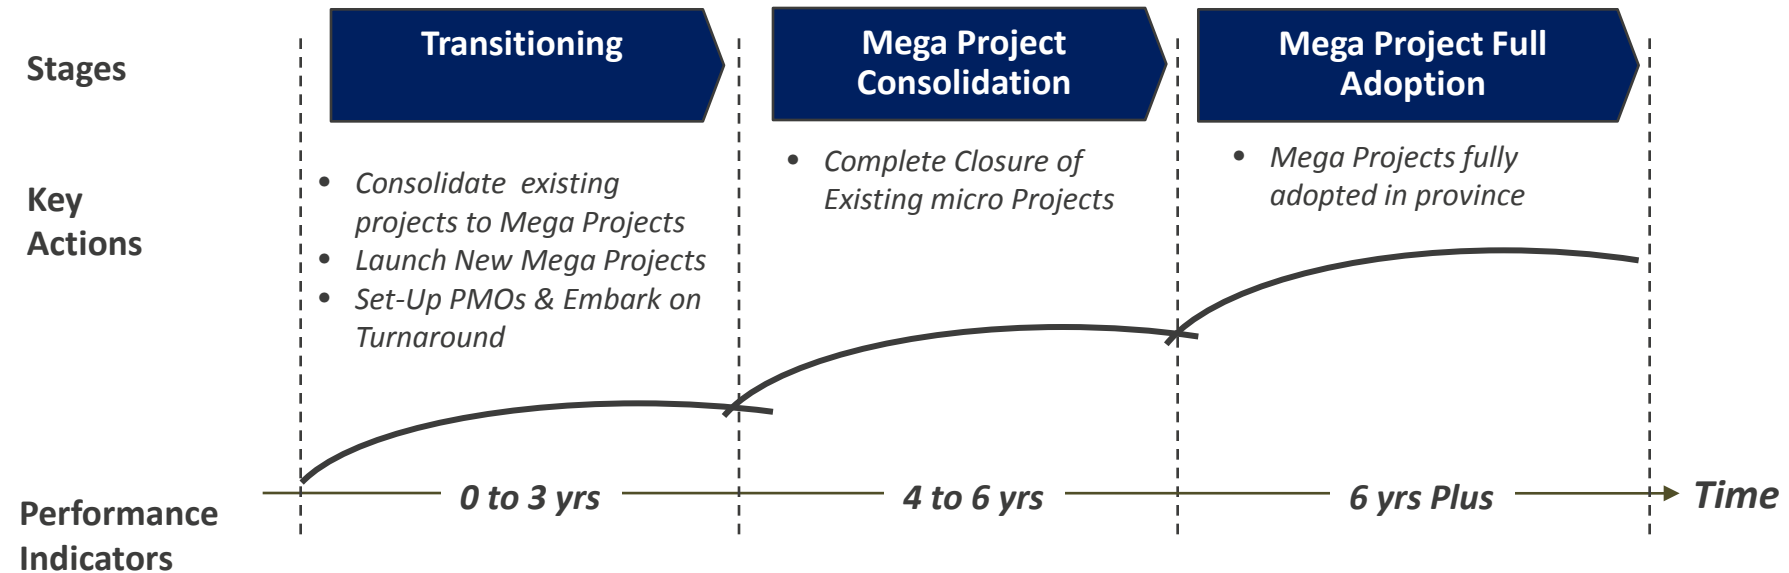 Stages
Transitioning
Mega Project
Consolidation
Mega Project Full
Adoption
Key
Actions
• Consolidate existing
projects to Mega Projects
• Launch New Mega Projects
• Set-Up PMOs & Embark on
Turnaround
• Complete Closure of
Existing micro Projects
• Mega Projects fully
adopted in province
Performance
Indicators
0 to 3 yrs
4 to 6 yrs
6 yrs Plus
Time